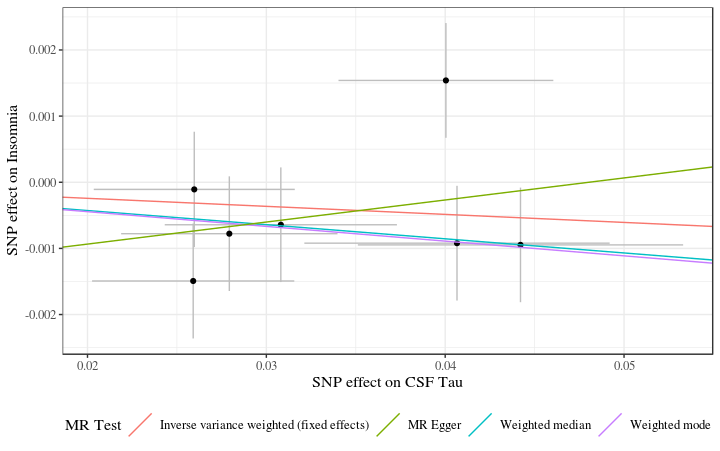 SNP effect on Insomnia
0.002
0.001
0.000
-0.001
-0.002
0.02 0.03 0.04 0.05
SNP effect on CSF Tau
MR Test Inverse variance weighted (fixed effects) MR Egger Weighted median Weighted mode